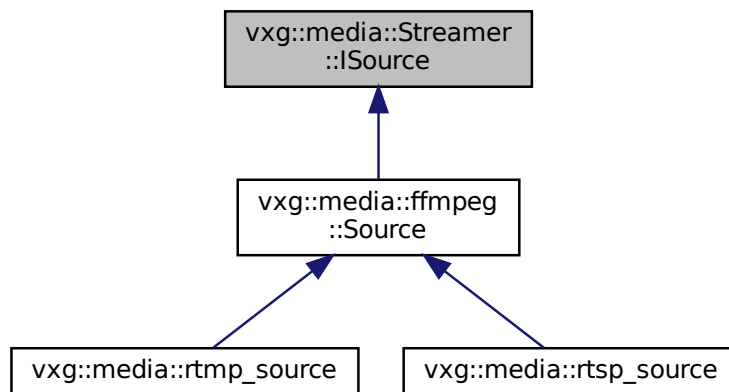 vxg::media::Streamer
::ISource
vxg::media::ffmpeg
::Source
vxg::media::rtmp_source
vxg::media::rtsp_source